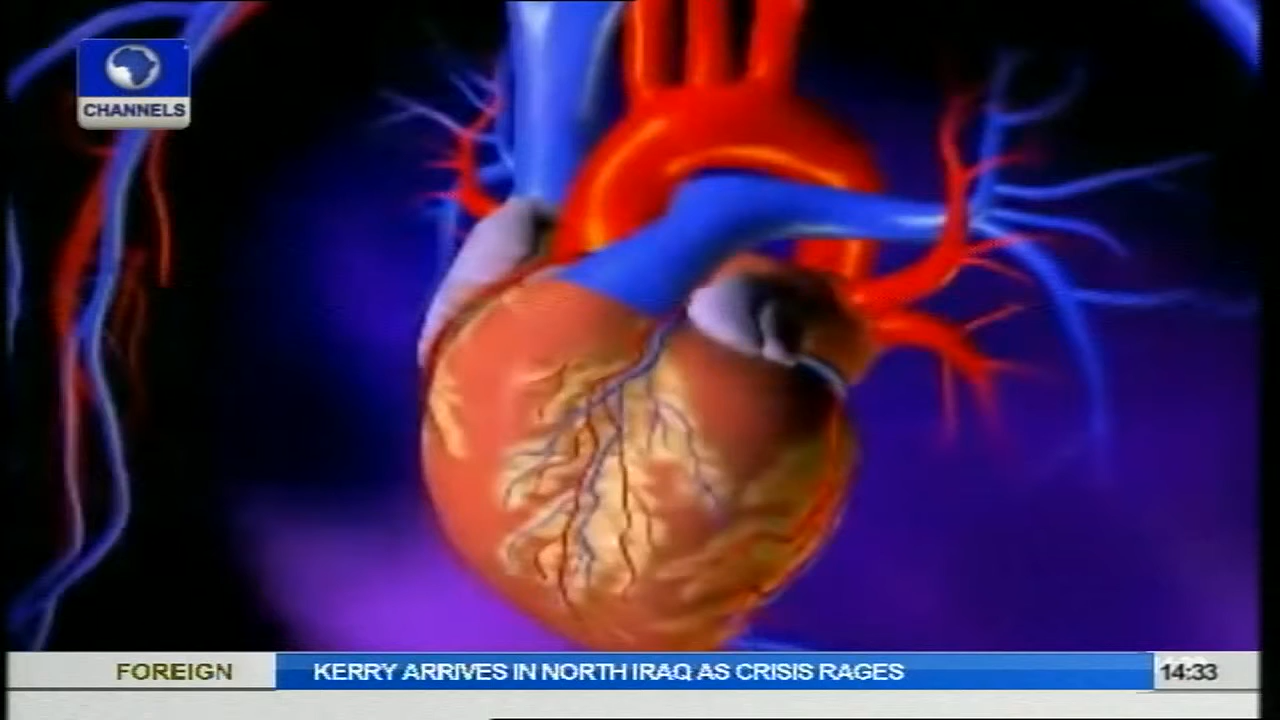 CHANNELS
FOREIGN
KERRY ARRIVES IN NORTH IRAQ AS CRISIS RAGES
14:33